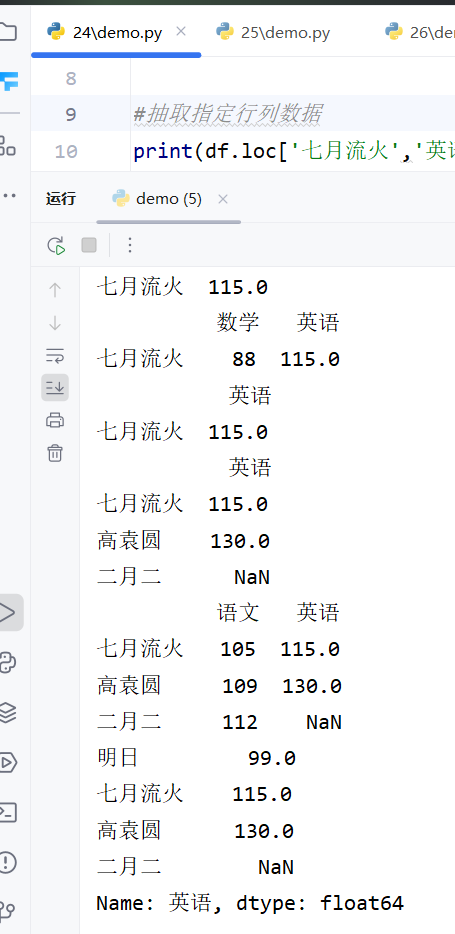 24\demo.py 25\demo.py 26\dem
8
9 #抽取指定行列数据
10 print(df.loc['七月流火','英
运行 demo (5)
七月流火 115.0
数学 英语
七月流火 88 115.0
英语
七月流火 115.0
英语
七月流火 115.0
高袁圆 130.0
二月二 NaN
语文 英语
七月流火 105 115.0
高袁圆 109 130.0
二月二 112 NaN
明日 99.0
七月流火 115.0
高袁圆 130.0
二月二 NaN
Name: 英语, dtype: float64